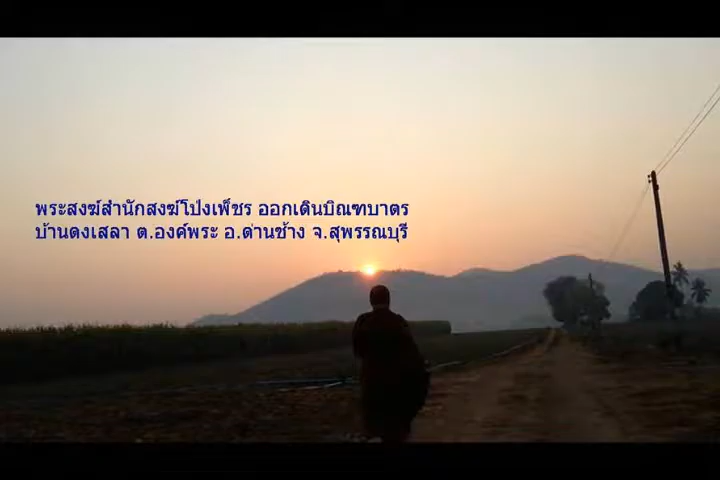 พระสงฆ์สำนักสงฆ์โป่งเพ็ชร ออกเดินบิณฑบาตร
บ้านดงเสลา ต.องค์พระ อ.ด่านช้าง จ.สุพรรณบุรี